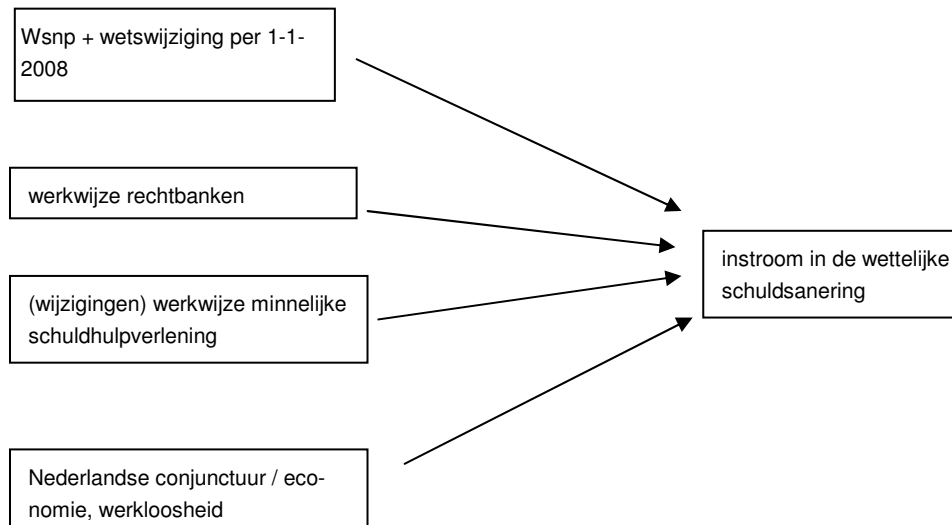 Wsnp + wetswijziging per 1-1-
2008
werkwijze rechtbanken
(wijzigingen) werkwijze minnelijke
schuldhulpverlening
Nederlandse conjunctuur / eco-
nomie, werkloosheid
instroom in de wettelijke
schuldsanering